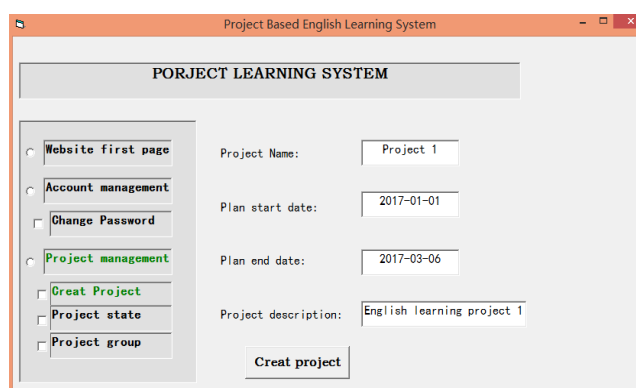 Project Based English Learning System
PORJECT LEARNING SYSTEM
Website first page
Account management
Change Password
Project management
Creat Project
Project state
Project group
Project Name: Project 1
Plan start date: 2017-01-01
Plan end date: 2017-03-06
Project description: English learning project 1
Creat project